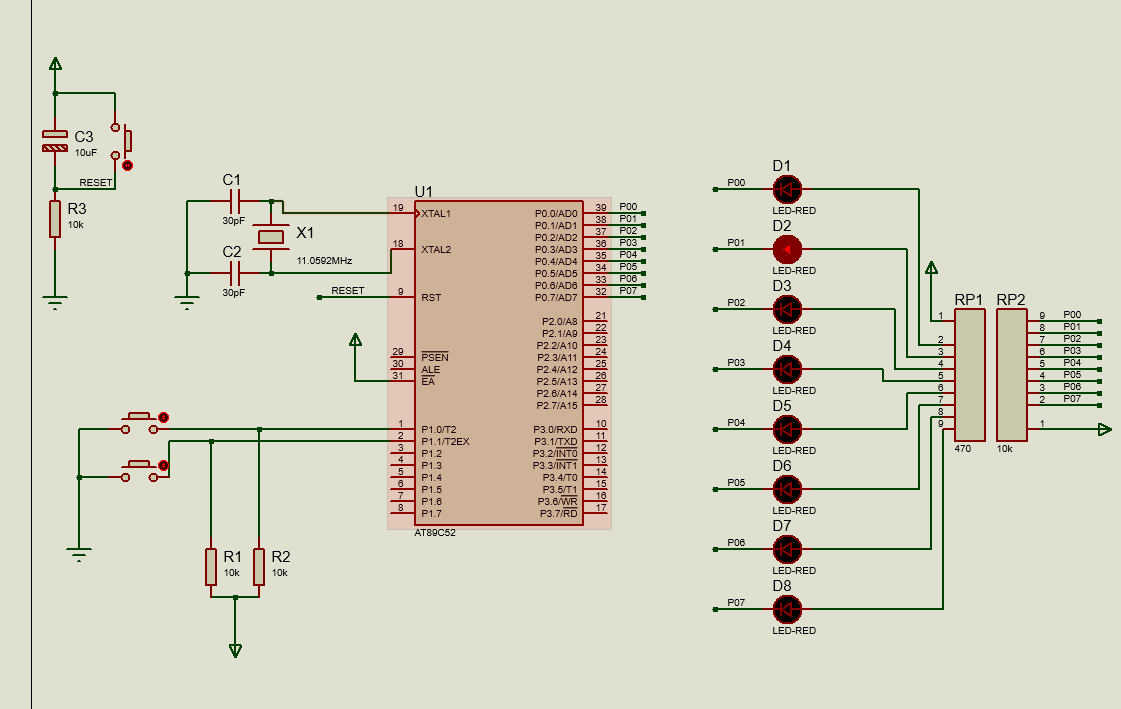 C3
10uF
RESET
R3
10k
C1
30pF
C2
30pF
X1
11.0592MHz
RESET
U1
19 XTAL1
18 XTAL2
9 RST
29 PSEN
30 ALE
31 EA
1 P1.0/T2
2 P1.1/T2EX
3 P1.2
4 P1.3
5 P1.4
6 P1.5
7 P1.6
8 P1.7
P0.0/AD0 39 P00
P0.1/AD1 38 P01
P0.2/AD2 37 P02
P0.3/AD3 36 P03
P0.4/AD4 35 P04
P0.5/AD5 34 P05
P0.6/AD6 33 P06
P0.7/AD7 32 P07
P2.0/A8 21
P2.1/A9 22
P2.2/A10 23
P2.3/A11 24
P2.4/A12 25
P2.5/A13 26
P2.6/A14 27
P2.7/A15 28
P3.0/RXD 10
P3.1/TXD 11
P3.2/INT0 12
P3.3/INT1 13
P3.4/T0 14
P3.5/T1 15
P3.6/WR 16
P3.7/RD 17
AT89C52
R1
10k
R2
10k
D1
P00
LED-RED
D2
P01
LED-RED
D3
P02
LED-RED
D4
P03
LED-RED
D5
P04
LED-RED
D6
P05
LED-RED
D7
P06
LED-RED
D8
P07
LED-RED
RP1
1
2
3
4
5
6
7
8
9
470
RP2
9 P00
8 P01
7 P02
6 P03
5 P04
4 P05
3 P06
2 P07
1
10k